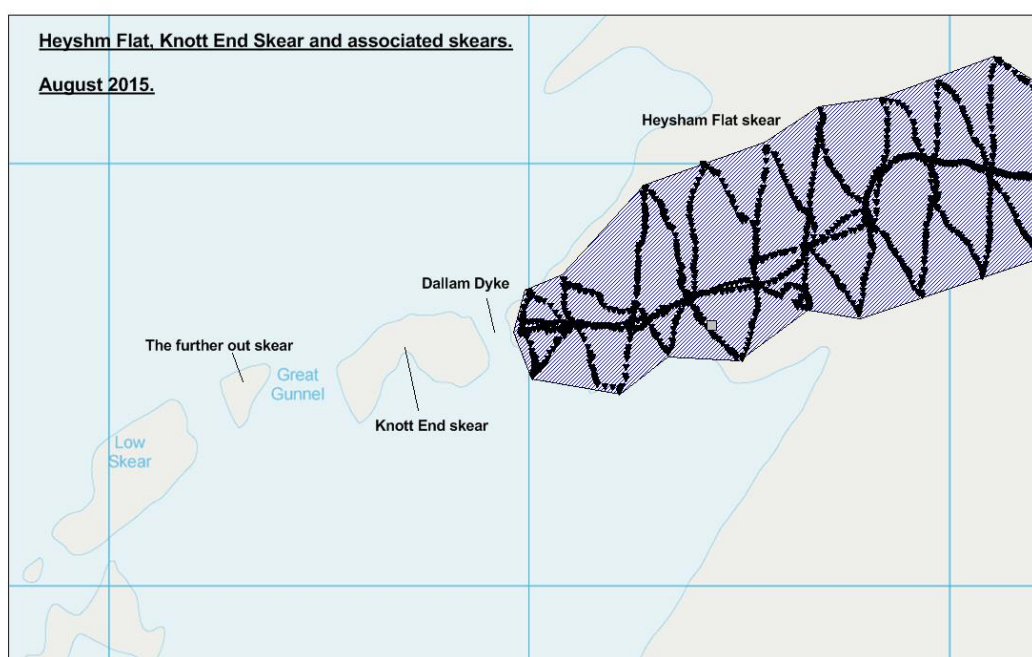 Heyshm Flat, Knott End Skear and associated skears.
August 2015.
Heysham Flat skear
Dallam Dyke
The further out skear
Great
Gunnel
Knott End skear
Low
Skear